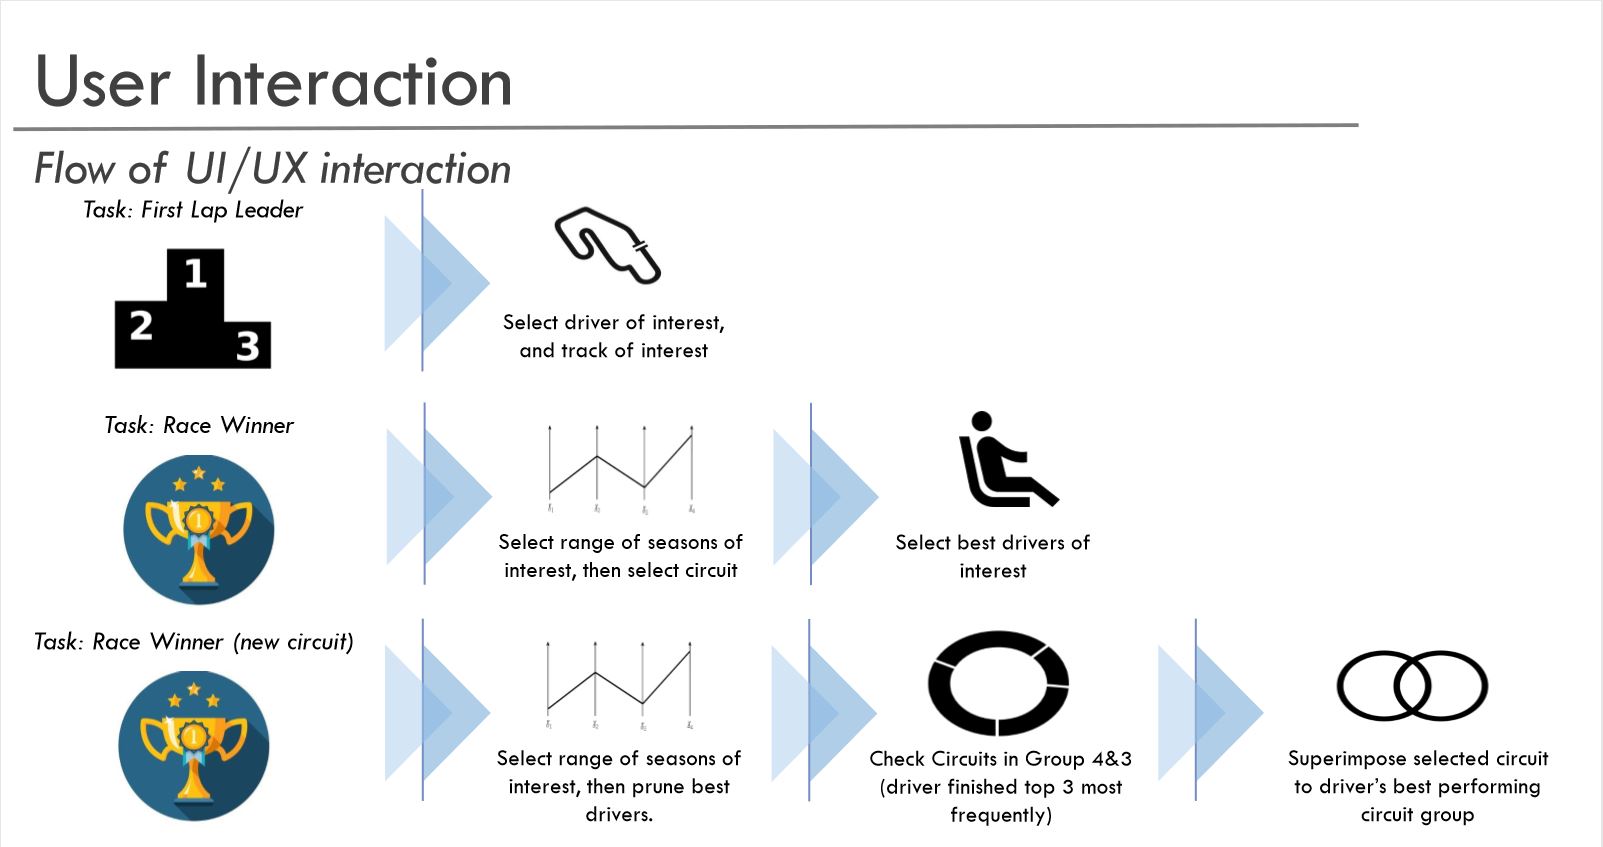 User Interaction
Flow of UI/UX interaction
Task: First Lap Leader
1
2
3
Select driver of interest,
and track of interest
Task: Race Winner
1
Select range of seasons of
interest, then select circuit
Select best drivers of
interest
Task: Race Winner (new circuit)
1
Select range of seasons of
interest, then prune best
drivers.
Check Circuits in Group 4&3
(driver finished top 3 most
frequently)
Superimpose selected circuit
to driver's best performing
circuit group